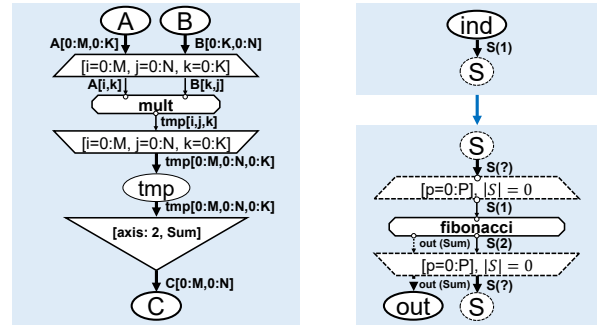 A B
A[0:M,0:K] B[0:K,0:N]
[i=0:M, j=0:N, k=0:K]
A[i,k] B[k,j]
mult
tmp[i,j,k]
[i=0:M, j=0:N, k=0:K]
tmp[0:M,0:N,0:K]
tmp
tmp[0:M,0:N,0:K]
[axis: 2, Sum]
C[0:M,0:N]
C
ind
S(1)
S
S
S(?)
[p=0:P], |S| = 0
S(1)
fibonacci
out (Sum) S(2)
[p=0:P], |S| = 0
out (Sum) S(?)
out S